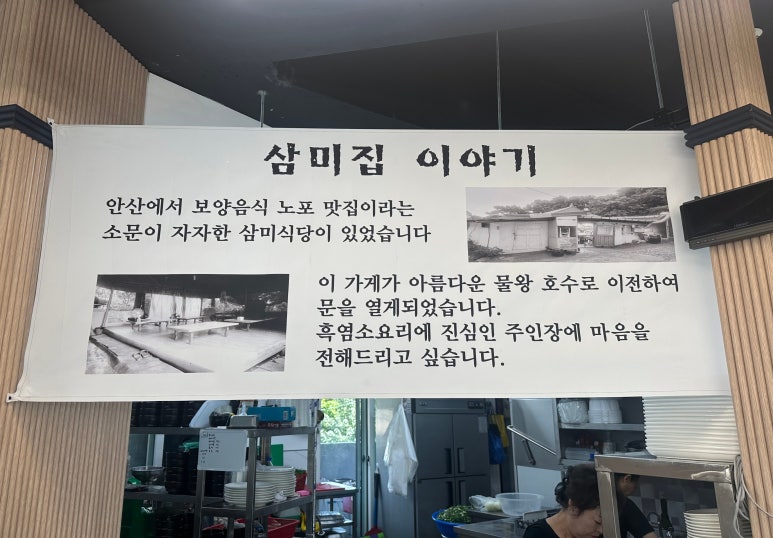 삼미집 이야기
안산에서 보양음식 노포 맛집이라는
소문이 자자한 삼미식당이 있었습니다
이 가게가 아름다운 물왕 호수로 이전하여
문을 열게되었습니다.
흑염소요리에 진심인 주인장에 마음을
전해드리고 싶습니다.